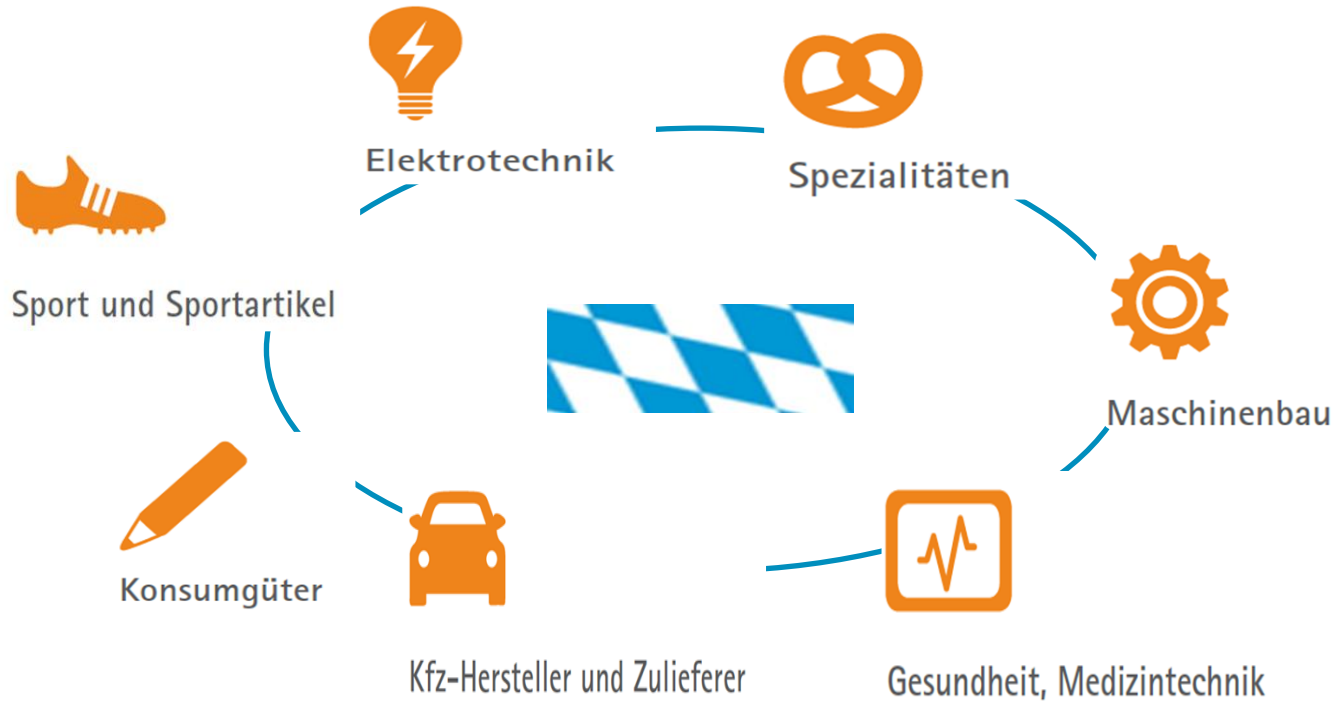 Elektrotechnik
Spezialitäten
Sport und Sportartikel
Maschinenbau
Konsumgüter
Kfz-Hersteller und Zulieferer
Gesundheit, Medizintechnik